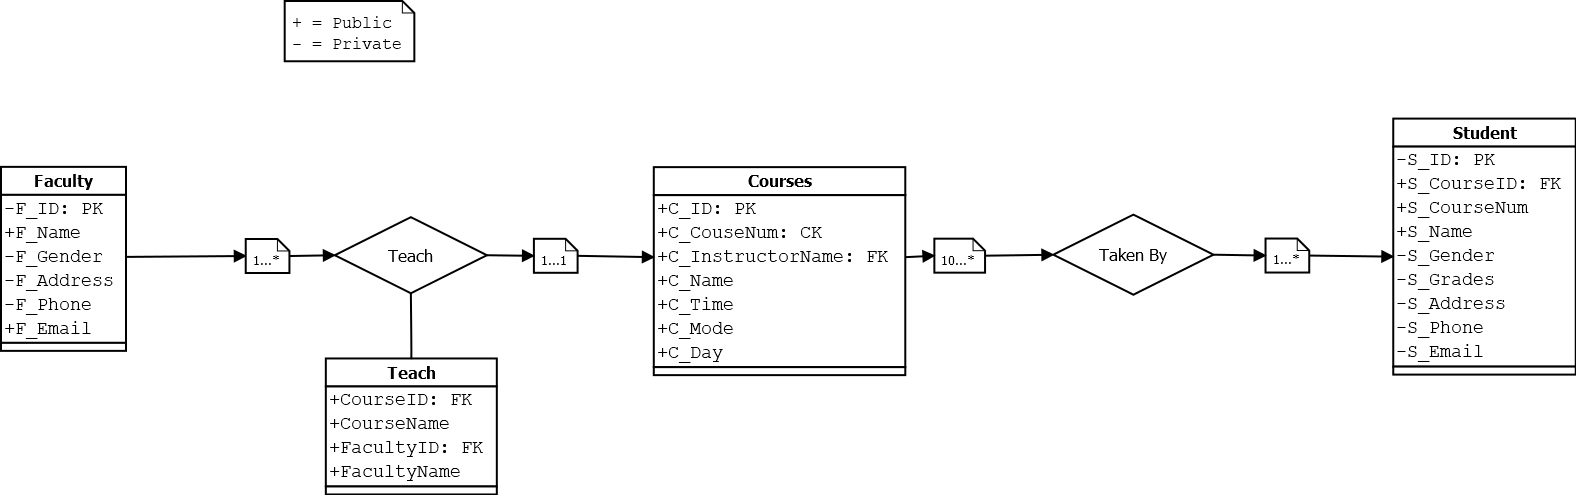 + = Public
- = Private
Faculty
-F_ID: PK
+F_Name
-F_Gender
-F_Address
-F_Phone
+F_Email
1...*
Teach
1...1
Teach
+CourseID: FK
+CourseName
+FacultyID: FK
+FacultyName
Courses
+C_ID: PK
+C_CouseNum: CK
+C_InstructorName: FK
+C_Name
+C_Time
+C_Mode
+C_Day
10...*
Taken By
1...*
Student
-S_ID: PK
+S_CourseID: FK
+S_CourseNum
+S_Name
-S_Gender
-S_Grades
-S_Address
-S_Phone
-S_Email